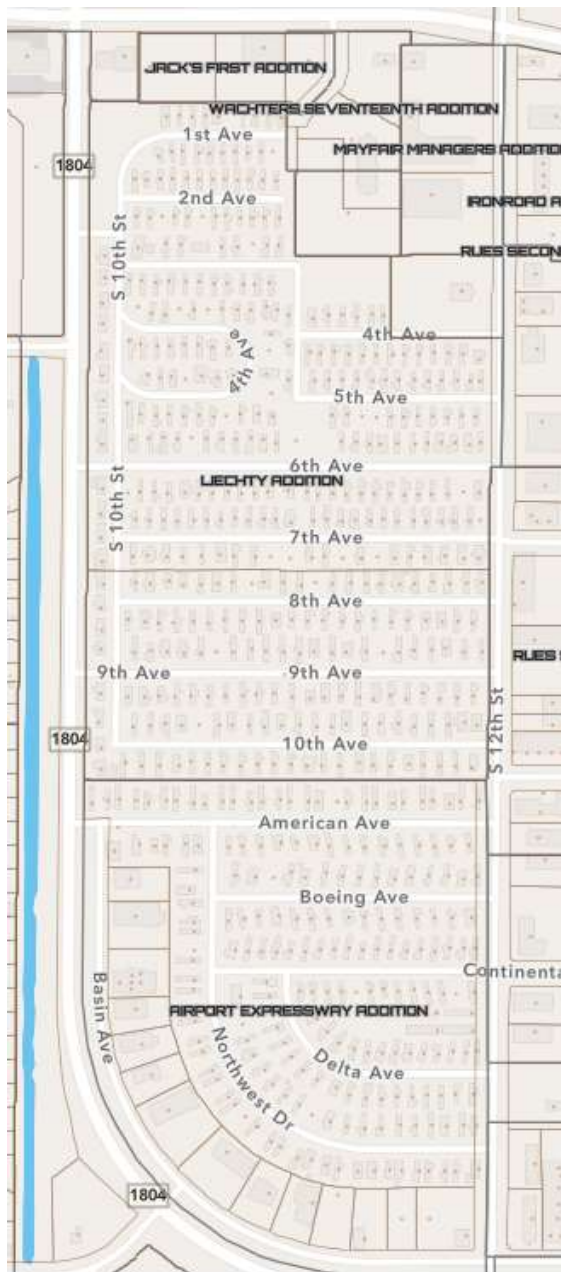 JACK'S FIRST ADDITION
WACHTERS SEVENTEENTH ADDITION
1st Ave
MAYFAIR MANAGERS ADDITION
1804
2nd Ave
IRONROAD A
S 10th St
RUES SECON
4th Ave
4th Ave
5th Ave
6th Ave
LIECHTY ADDITION
S 10th St
7th Ave
8th Ave
RUES S
9th Ave
9th Ave
S 12th St
1804
10th Ave
American Ave
Boeing Ave
Continenta
Basin Ave
AIRPORT EXPRESSWAY ADDITION
Northwest Dr
Delta Ave
1804